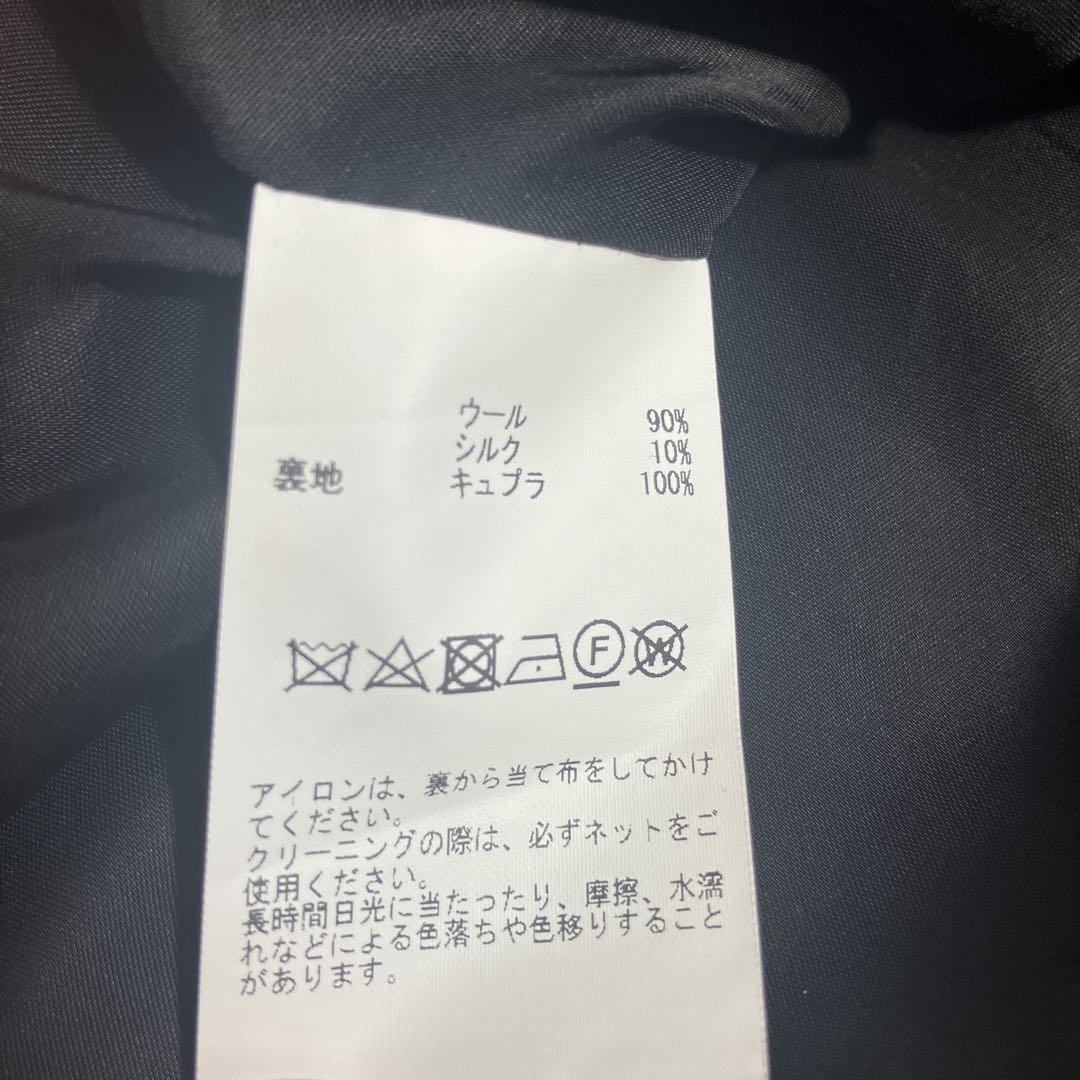 ウール 90%
シルク 10%
裏地 キュプラ 100%
F W
アイロンは、裏から当て布をしてかけ
てください。
クリーニングの際は、必ずネットをご
使用ください。
長時間日光に当たったり、摩擦、水濡
れなどによる色落ちや色移りすること
があります。